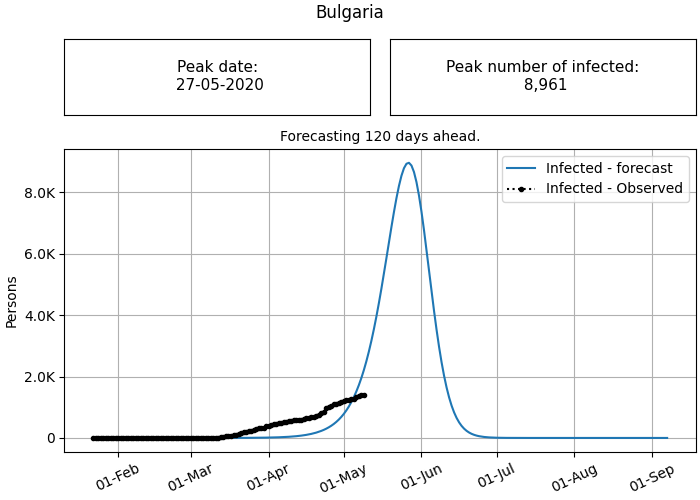 Bulgaria
Peak date:
27-05-2020
Peak number of infected:
8,961
Forecasting 120 days ahead.
Infected - forecast
Infected - Observed
Persons
8.0K
6.0K
4.0K
2.0K
0
01-Feb
01-Mar
01-Apr
01-May
01-Jun
01-Jul
01-Aug
01-Sep